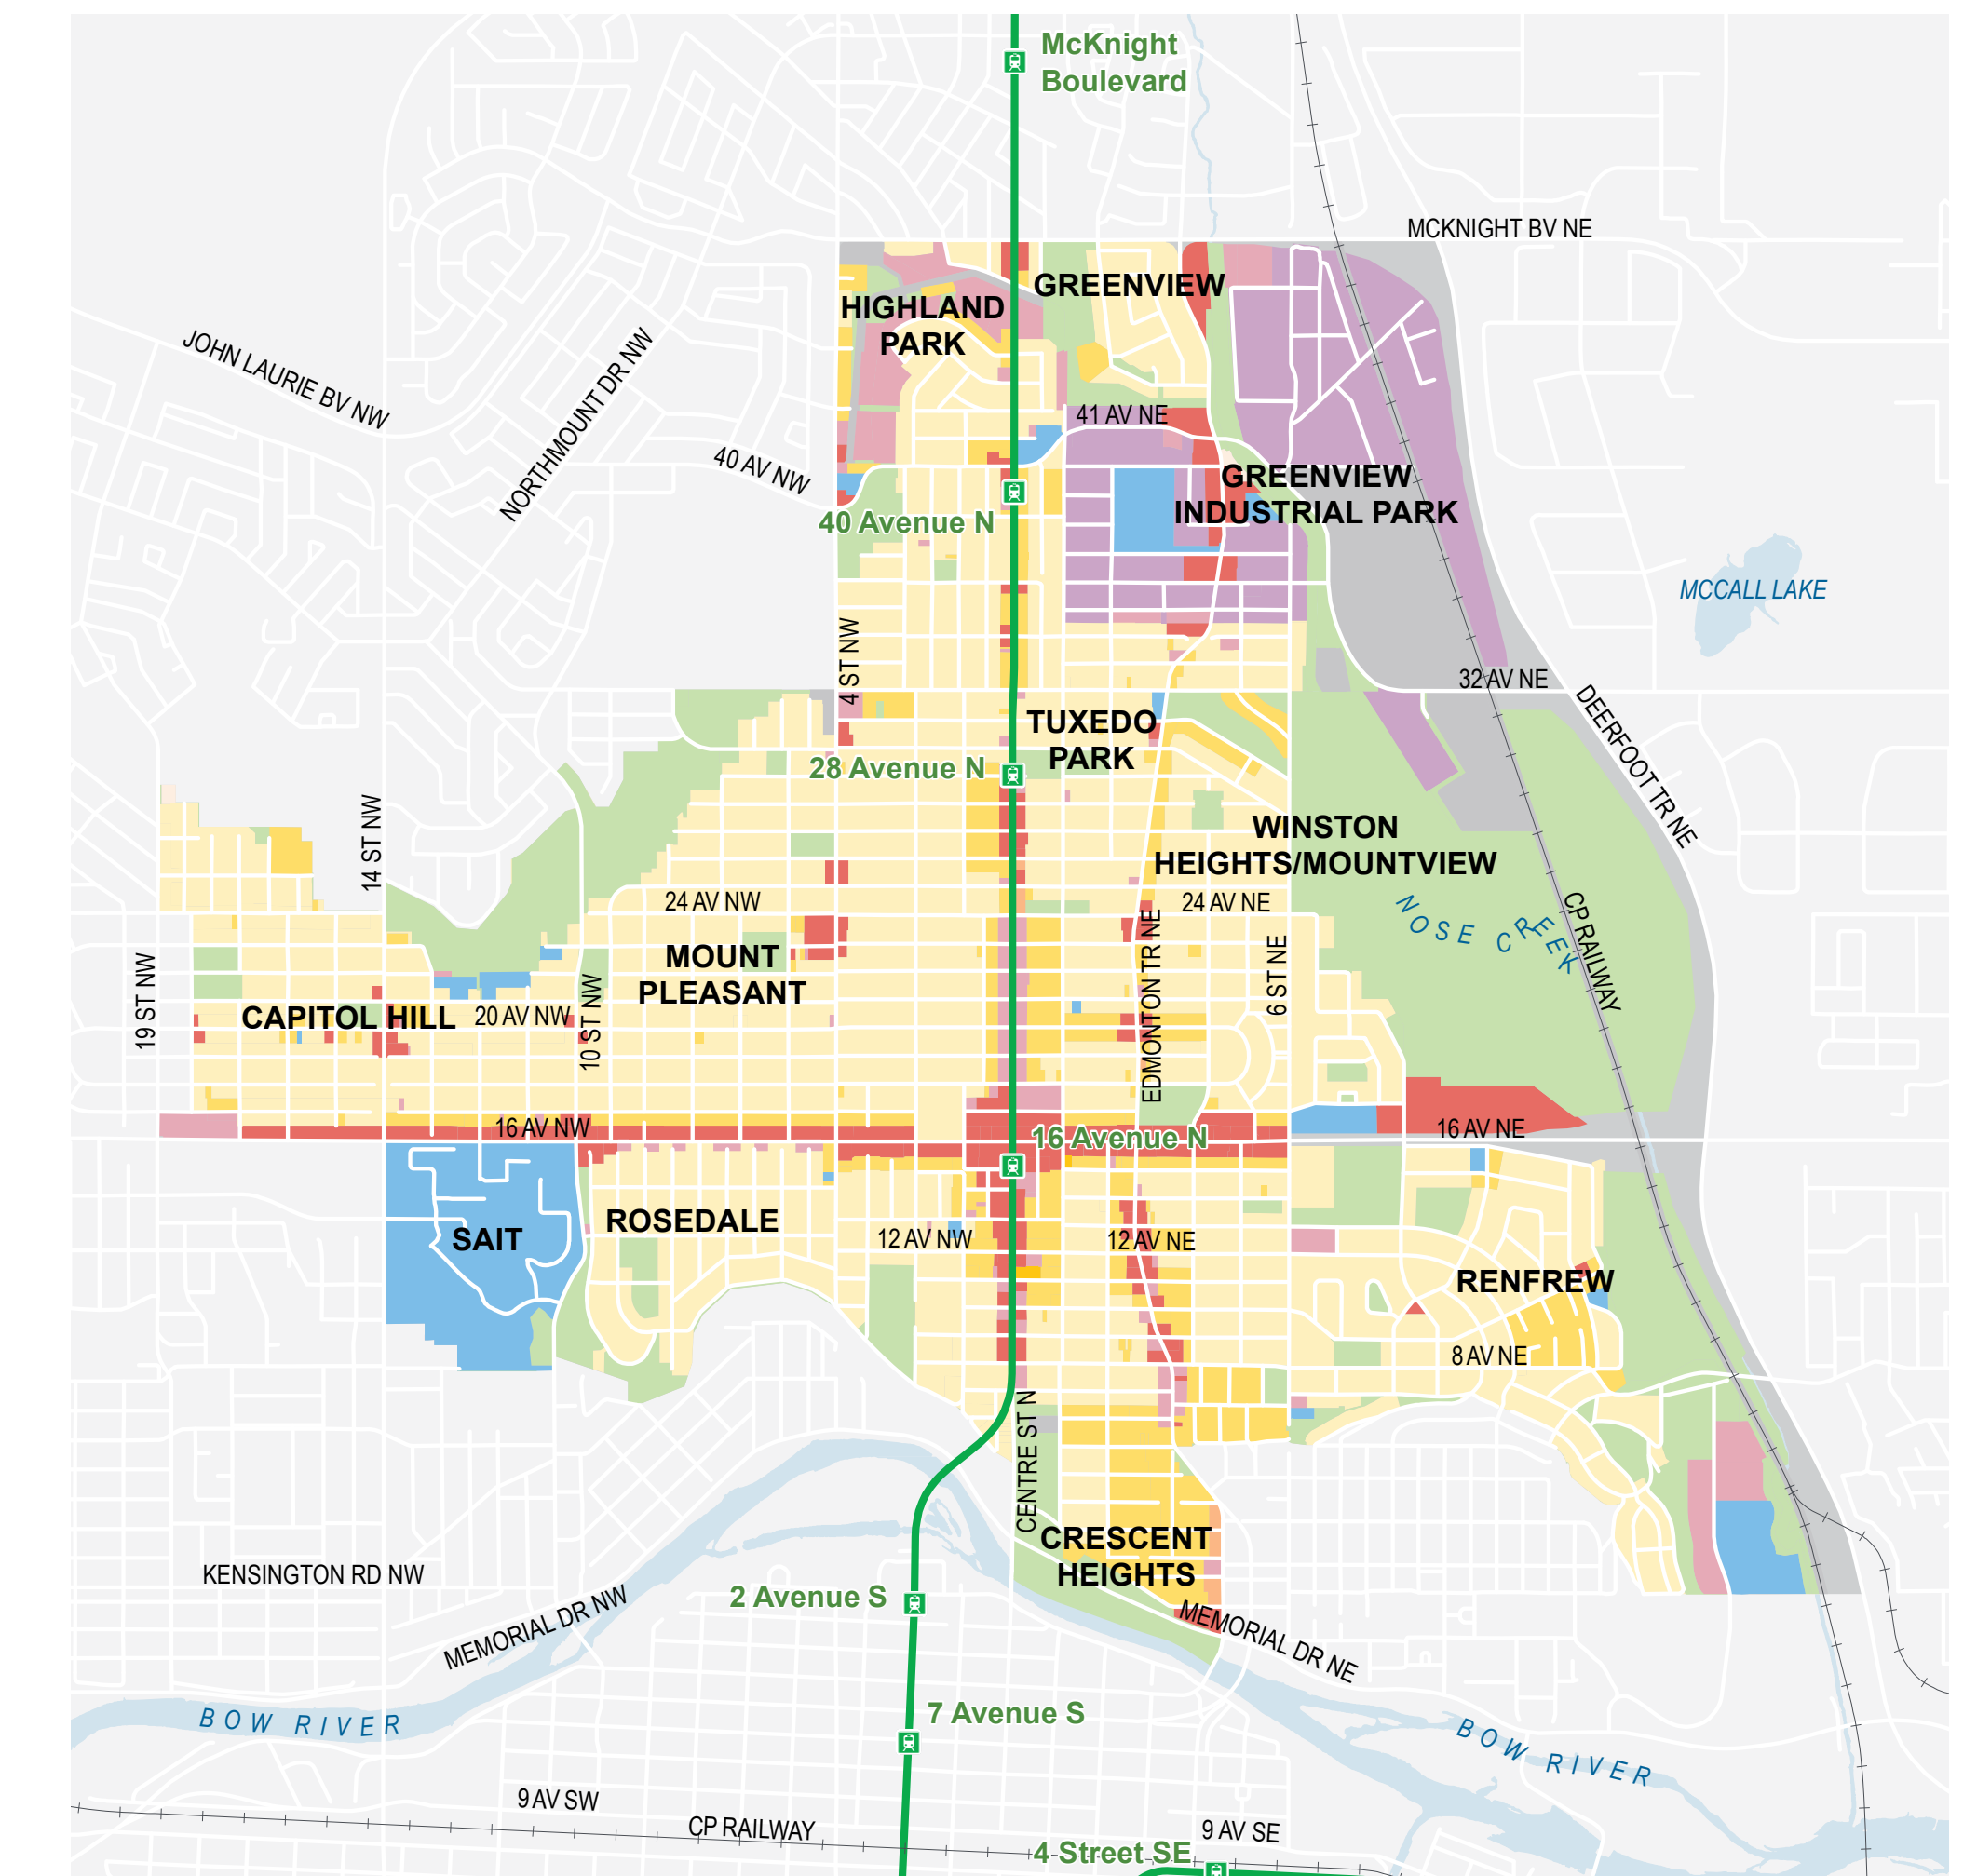 McKnight
Boulevard
MCKNIGHT BV NE
GREENVIEW
HIGHLAND
PARK
JOHN LAURIE BV NW
NORTHMOUNT DR NW
41 AV NE
40 AV NW
GREENVIEW
INDUSTRIAL PARK
40 Avenue N
MCCALL LAKE
4 ST NW
32 AV NE
DEERFOOT TR NE
TUXEDO
PARK
28 Avenue N
14 ST NW
WINSTON
HEIGHTS/MOUNTVIEW
24 AV NW
24 AV NE
NOSE CREEK
CP RAILWAY
MOUNT
PLEASANT
EDMONTON TR NE
6 ST NE
19 ST NW
CAPITOL HILL
20 AV NW
10 ST NW
16 AV NW
16 Avenue N
16 AV NE
SAIT
ROSEDALE
12 AV NW
12 AV NE
RENFREW
8 AV NE
CENTRE ST N
CRESCENT
HEIGHTS
KENSINGTON RD NW
2 Avenue S
MEMORIAL DR NW
MEMORIAL DR NE
BOW RIVER
7 Avenue S
BOW RIVER
9 AV SW
CP RAILWAY
9 AV SE
4 Street SE